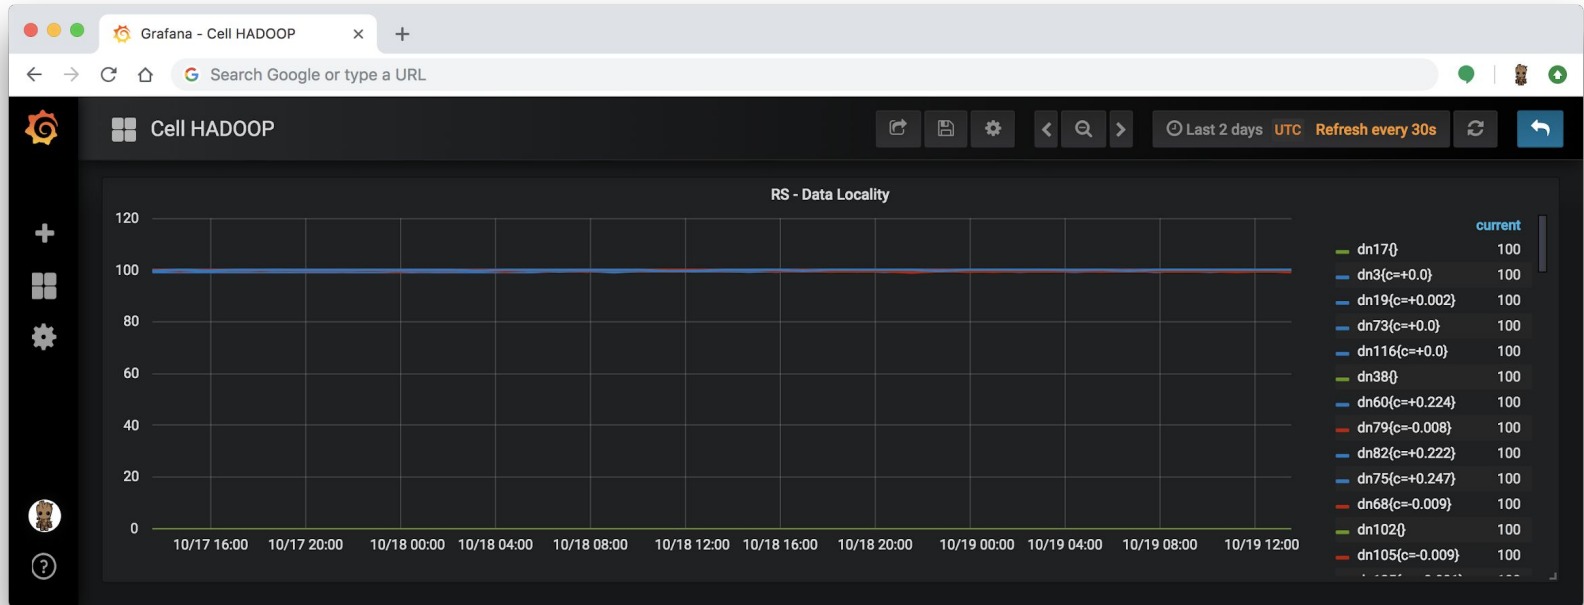 Grafana - Cell HADOOP
Search Google or type a URL
Cell HADOOP
Last 2 days UTC Refresh every 30s
RS - Data Locality
120
100
80
60
40
20
0
10/17 16:00 10/17 20:00 10/18 00:00 10/18 04:00 10/18 08:00 10/18 12:00 10/18 16:00 10/18 20:00 10/19 00:00 10/19 04:00 10/19 08:00 10/19 12:00
current
dn17{} 100
dn3{c=+0.0} 100
dn19{c=+0.002} 100
dn73{c=+0.0} 100
dn116{c=+0.0} 100
dn38{} 100
dn60{c=+0.224} 100
dn79{c=-0.008} 100
dn82{c=+0.222} 100
dn75{c=+0.247} 100
dn68{c=-0.009} 100
dn102{} 100
dn105{c=-0.009} 100